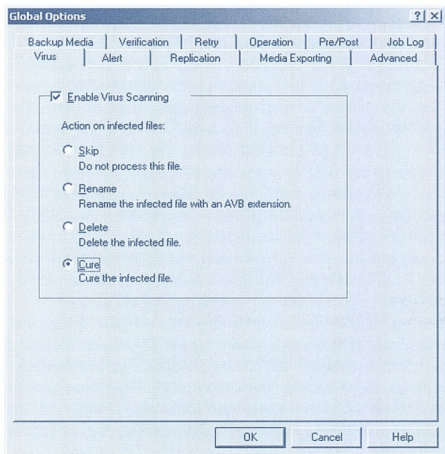 Global Options
Backup Media Verification Retry Operation Pre/Post Job Log
Virus Alert Replication Media Exporting Advanced
Enable Virus Scanning
Action on infected files:
Skip
Do not process this file.
Rename
Rename the infected file with an AVB extension.
Delete
Delete the infected file.
Cure
Cure the infected file.
OK Cancel Help